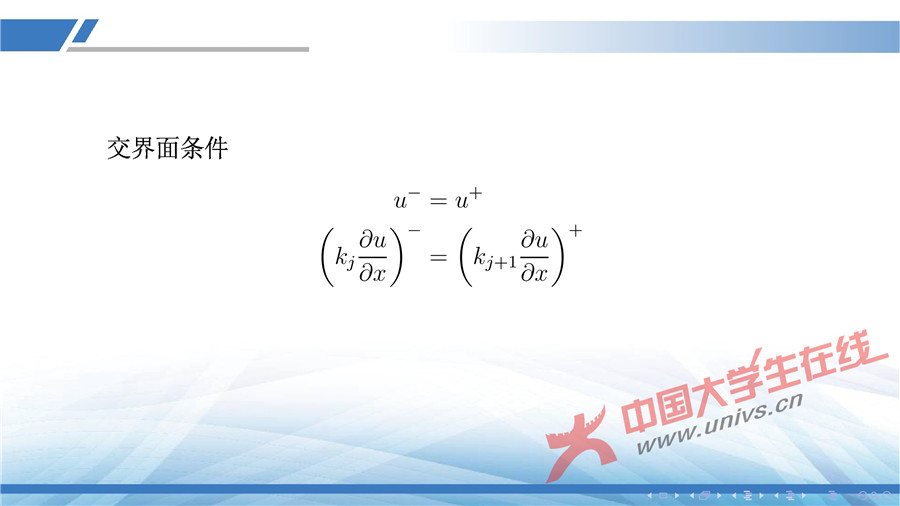 交界面条件
u⁻ = u⁺
(k_j ∂u/∂x)⁻ = (k_{j+1} ∂u/∂x)⁺
中国大学生在线
www.univs.cn